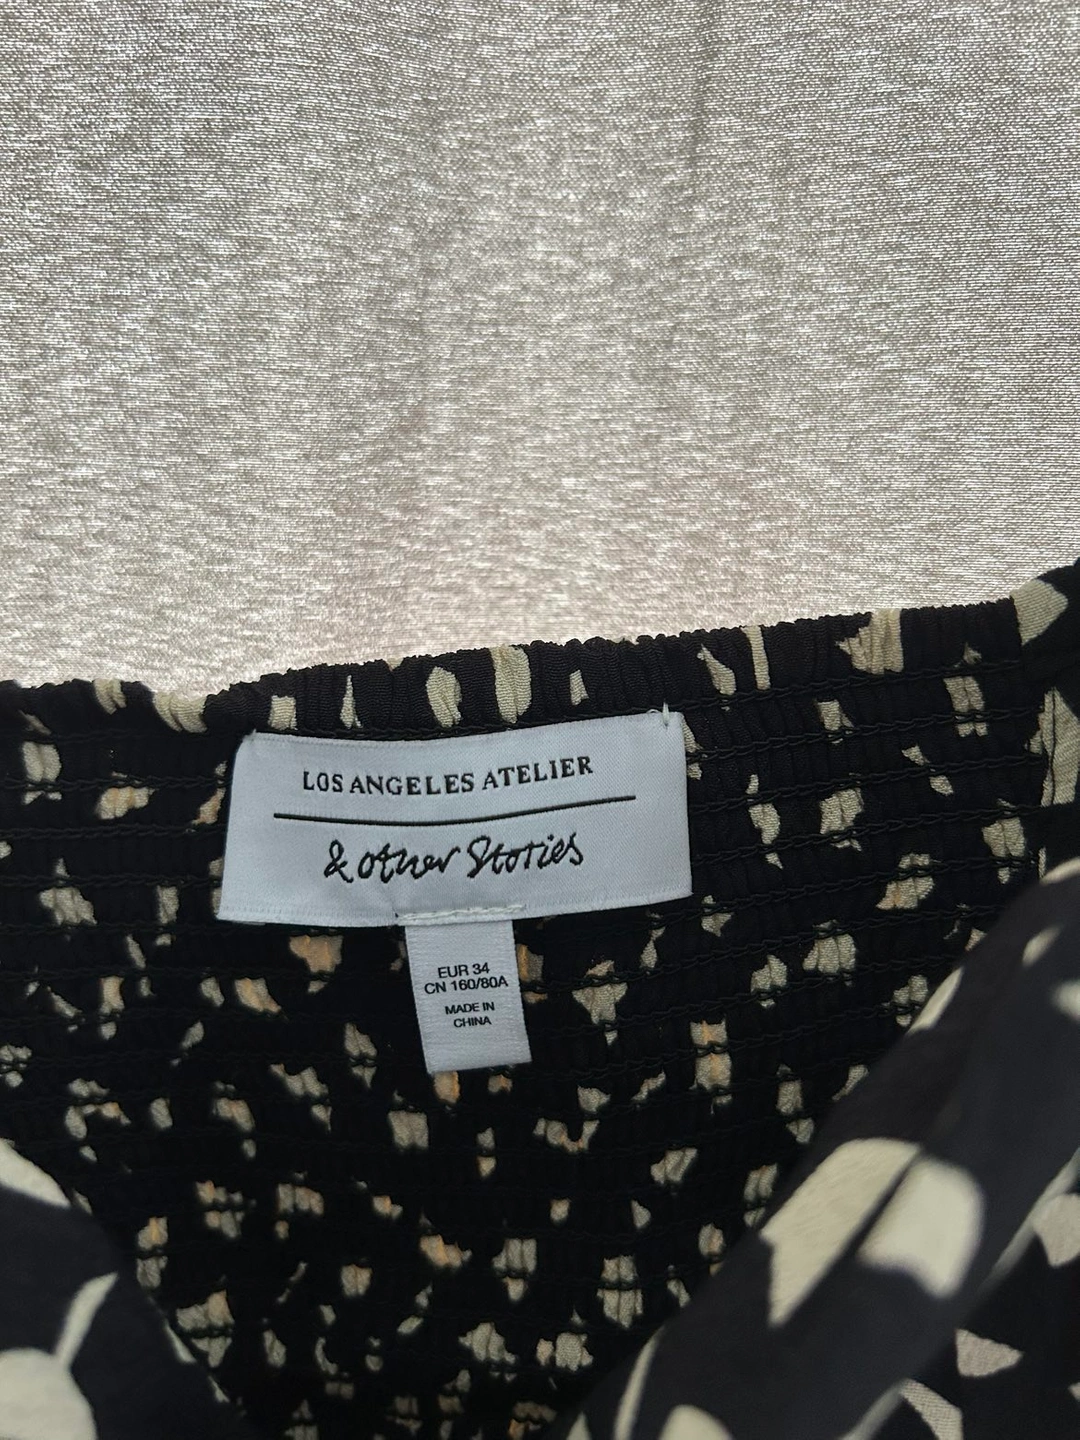 LOS ANGELES ATELIER
& other Stories
EUR 34
CN 160/80A
MADE IN
CHINA